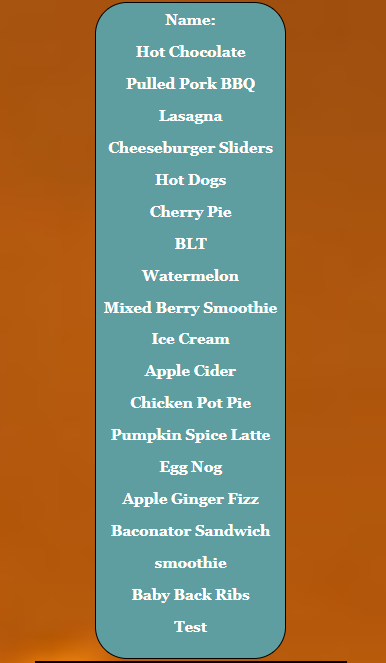 Name:
Hot Chocolate
Pulled Pork BBQ
Lasagna
Cheeseburger Sliders
Hot Dogs
Cherry Pie
BLT
Watermelon
Mixed Berry Smoothie
Ice Cream
Apple Cider
Chicken Pot Pie
Pumpkin Spice Latte
Egg Nog
Apple Ginger Fizz
Baconator Sandwich
smoothie
Baby Back Ribs
Test